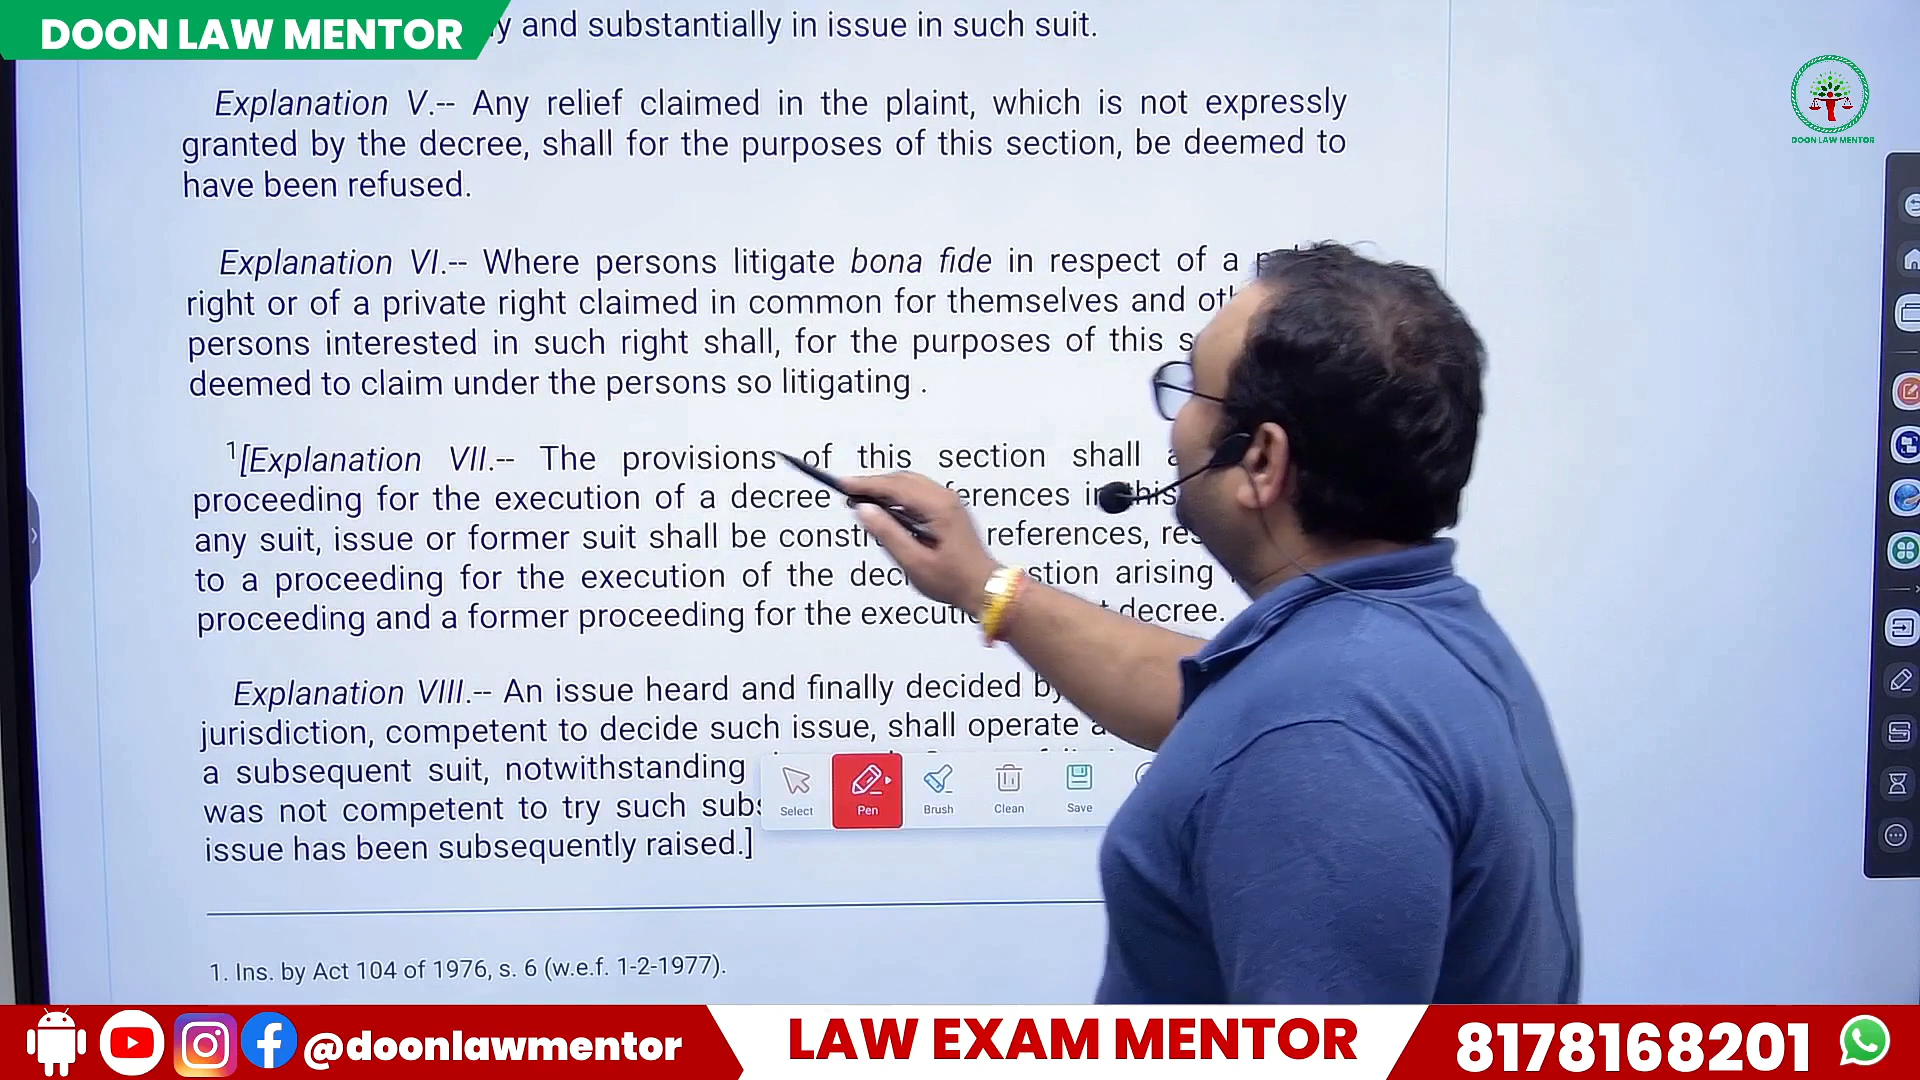 DOON LAW MENTOR
y and substantially in issue in such suit.
DOON LAW MENTOR
Explanation V.-- Any relief claimed in the plaint, which is not expressly
granted by the decree, shall for the purposes of this section, be deemed to
have been refused.
Explanation VI.-- Where persons litigate bona fide in respect of a
right or of a private right claimed in common for themselves and
persons interested in such right shall, for the purposes of this
deemed to claim under the persons so litigating .
1[Explanation VII.-- The provisions of this section shall
proceeding for the execution of a decree in this
any suit, issue or former suit shall be references,
to a proceeding for the execution of the arising
proceeding and a former proceeding for the decree.
Explanation VIII.-- An issue heard and finally decided by
jurisdiction, competent to decide such issue, shall operate
a subsequent suit, notwithstanding
was not competent to try such
issue has been subsequently raised.]
Select
Pen
Brush
Clean
Save
1. Ins. by Act 104 of 1976, s. 6 (w.e.f. 1-2-1977).
@doonlawmentor
LAW EXAM MENTOR
8178168201